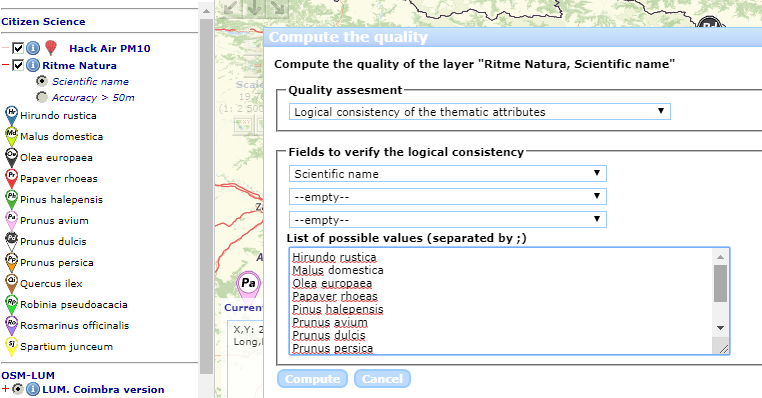 Citizen Science
Hack Air PM10
Ritme Natura
Scientific name
Accuracy > 50m
Hirundo rustica
Malus domestica
Olea europaea
Papaver rhoeas
Pinus halepensis
Prunus avium
Prunus dulcis
Prunus persica
Quercus ilex
Robinia pseudoacacia
Rosmarinus officinalis
Spartium junceum
OSM-LUM
LUM. Coimbra version
Pa
Current
X,Y: 2
Long,
Compute the quality
Compute the quality of the layer "Ritme Natura, Scientific name"
Quality assesment
Logical consistency of the thematic attributes
Fields to verify the logical consistency
Scientific name
--empty--
--empty--
List of possible values (separated by ;)
Hirundo rustica
Malus domestica
Olea europaea
Papaver rhoeas
Pinus halepensis
Prunus avium
Prunus dulcis
Prunus persica
Compute Cancel